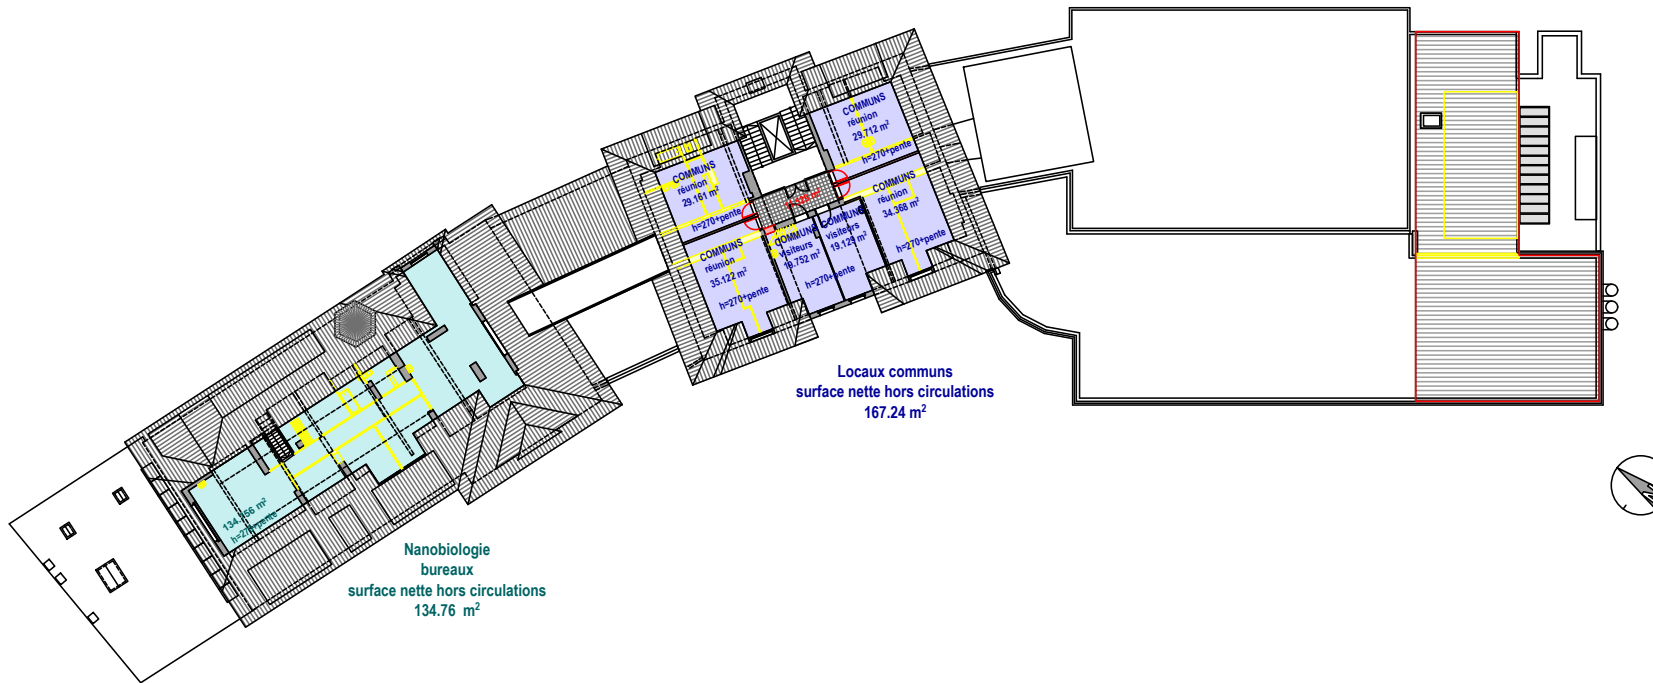 COMMUNS
réunion
29.712 m²
h=270+pente
COMMUNS
réunion
29.161 m²
h=270+pente
COMMUNS
réunion
34.366 m²
h=270+pente
COMMUNS
réunion
35.122 m²
h=270+pente
COMMUNS
visiteurs
19.752 m²
h=270+pente
COMMUNS
visiteurs
19.129 m²
Locaux communs
surface nette hors circulations
167.24 m²
h=270+pente
Nanobiologie
bureaux
surface nette hors circulations
134.76 m²